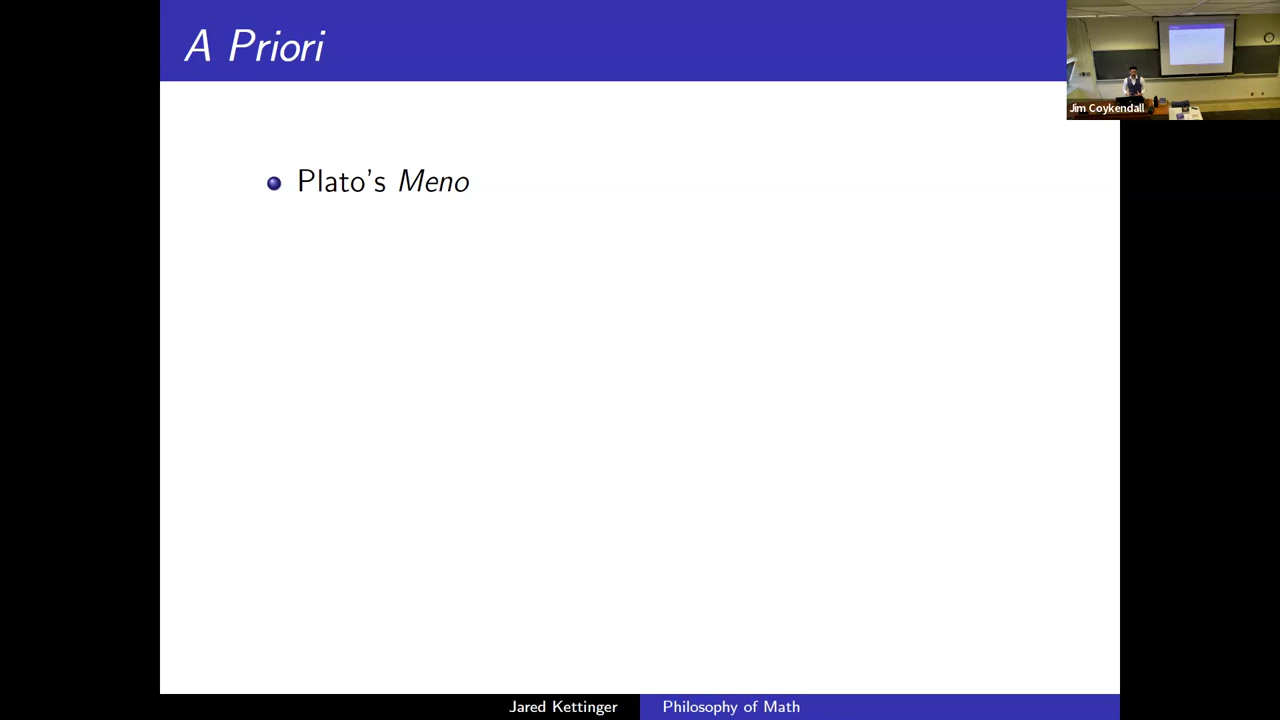 A Priori
Jim Coykendall
Plato's Meno
Jared Kettinger
Philosophy of Math